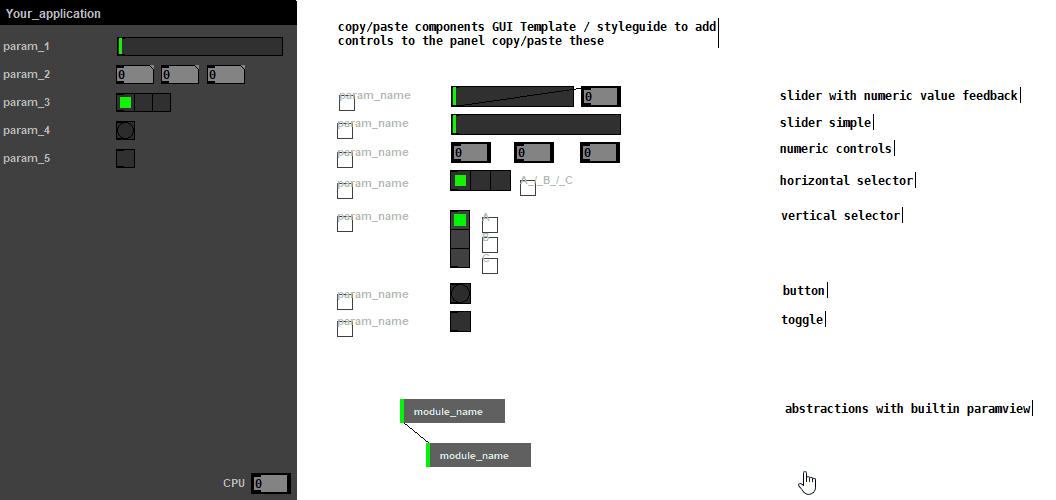 Your_application
param_1
param_2
0 0 0
param_3
param_4
param_5
CPU 0
copy/paste components GUI Template / styleguide to add
controls to the panel copy/paste these
param_name 0 slider with numeric value feedback
param_name slider simple
param_name 0 0 0 numeric controls
param_name A_/_B_/_C horizontal selector
param_name A vertical selector
B
C
param_name button
param_name toggle
module_name abstractions with builtin paramview
module_name